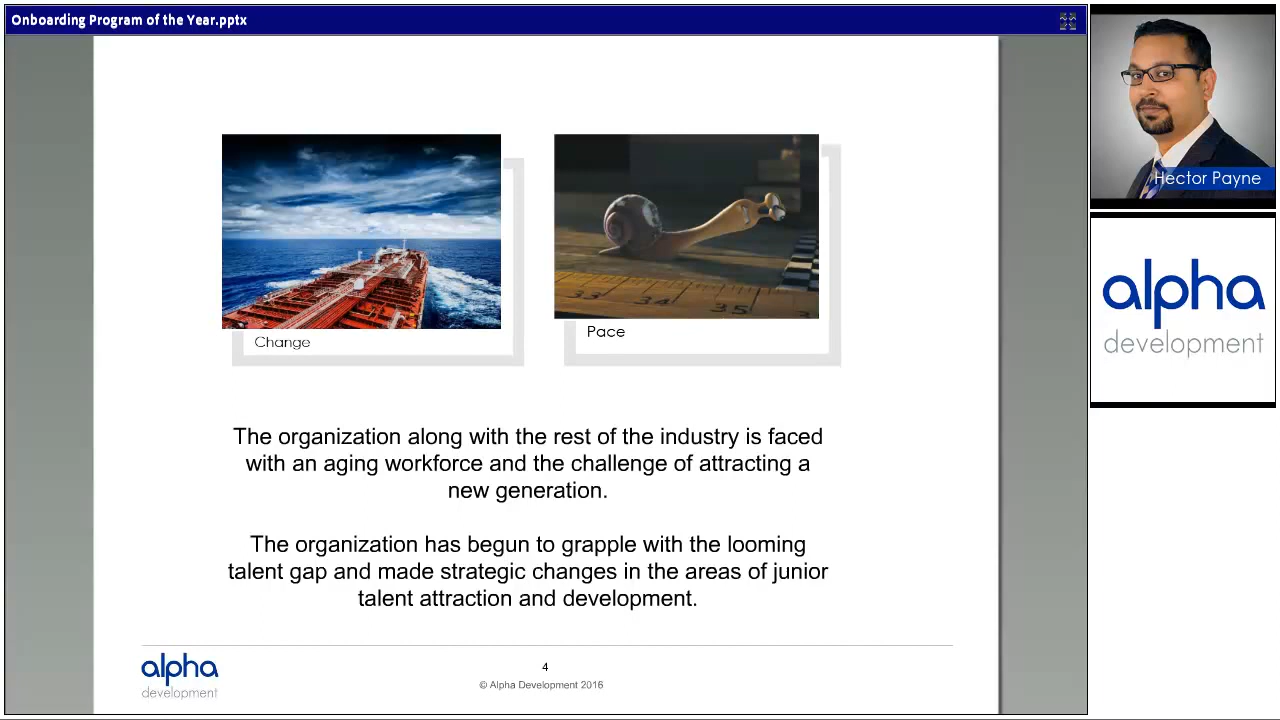 Onboarding Program of the Year.pptx
Hector Payne
alpha
development
33 34 35
Change
Pace
The organization along with the rest of the industry is faced
with an aging workforce and the challenge of attracting a
new generation.
The organization has begun to grapple with the looming
talent gap and made strategic changes in the areas of junior
talent attraction and development.
alpha
development
4
© Alpha Development 2016